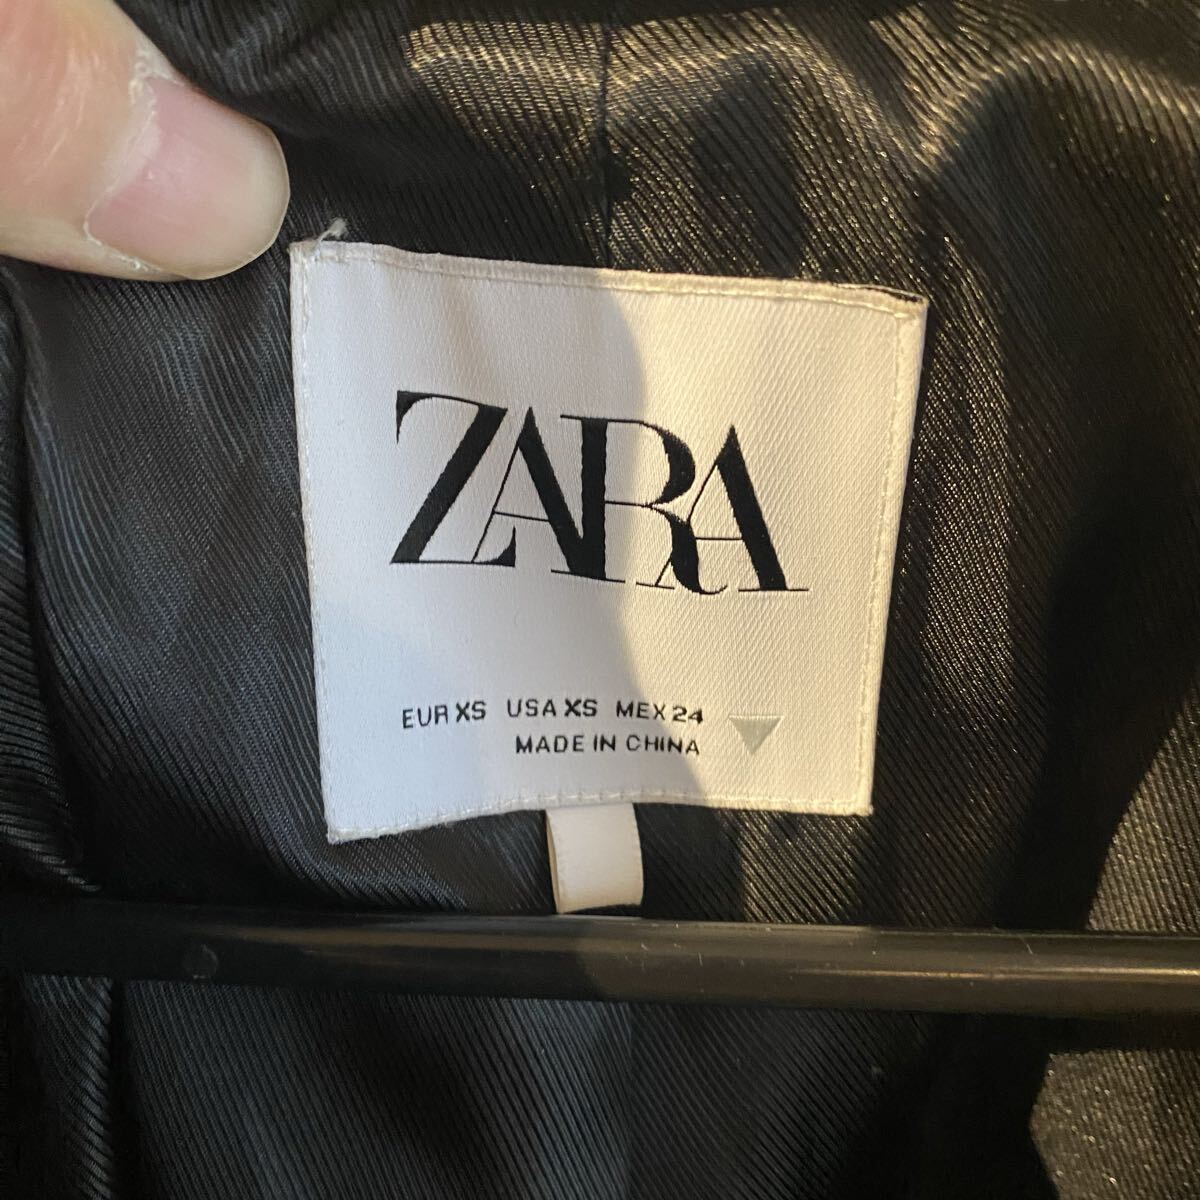 ZARA
EUR XS USA XS MEX 24
MADE IN CHINA